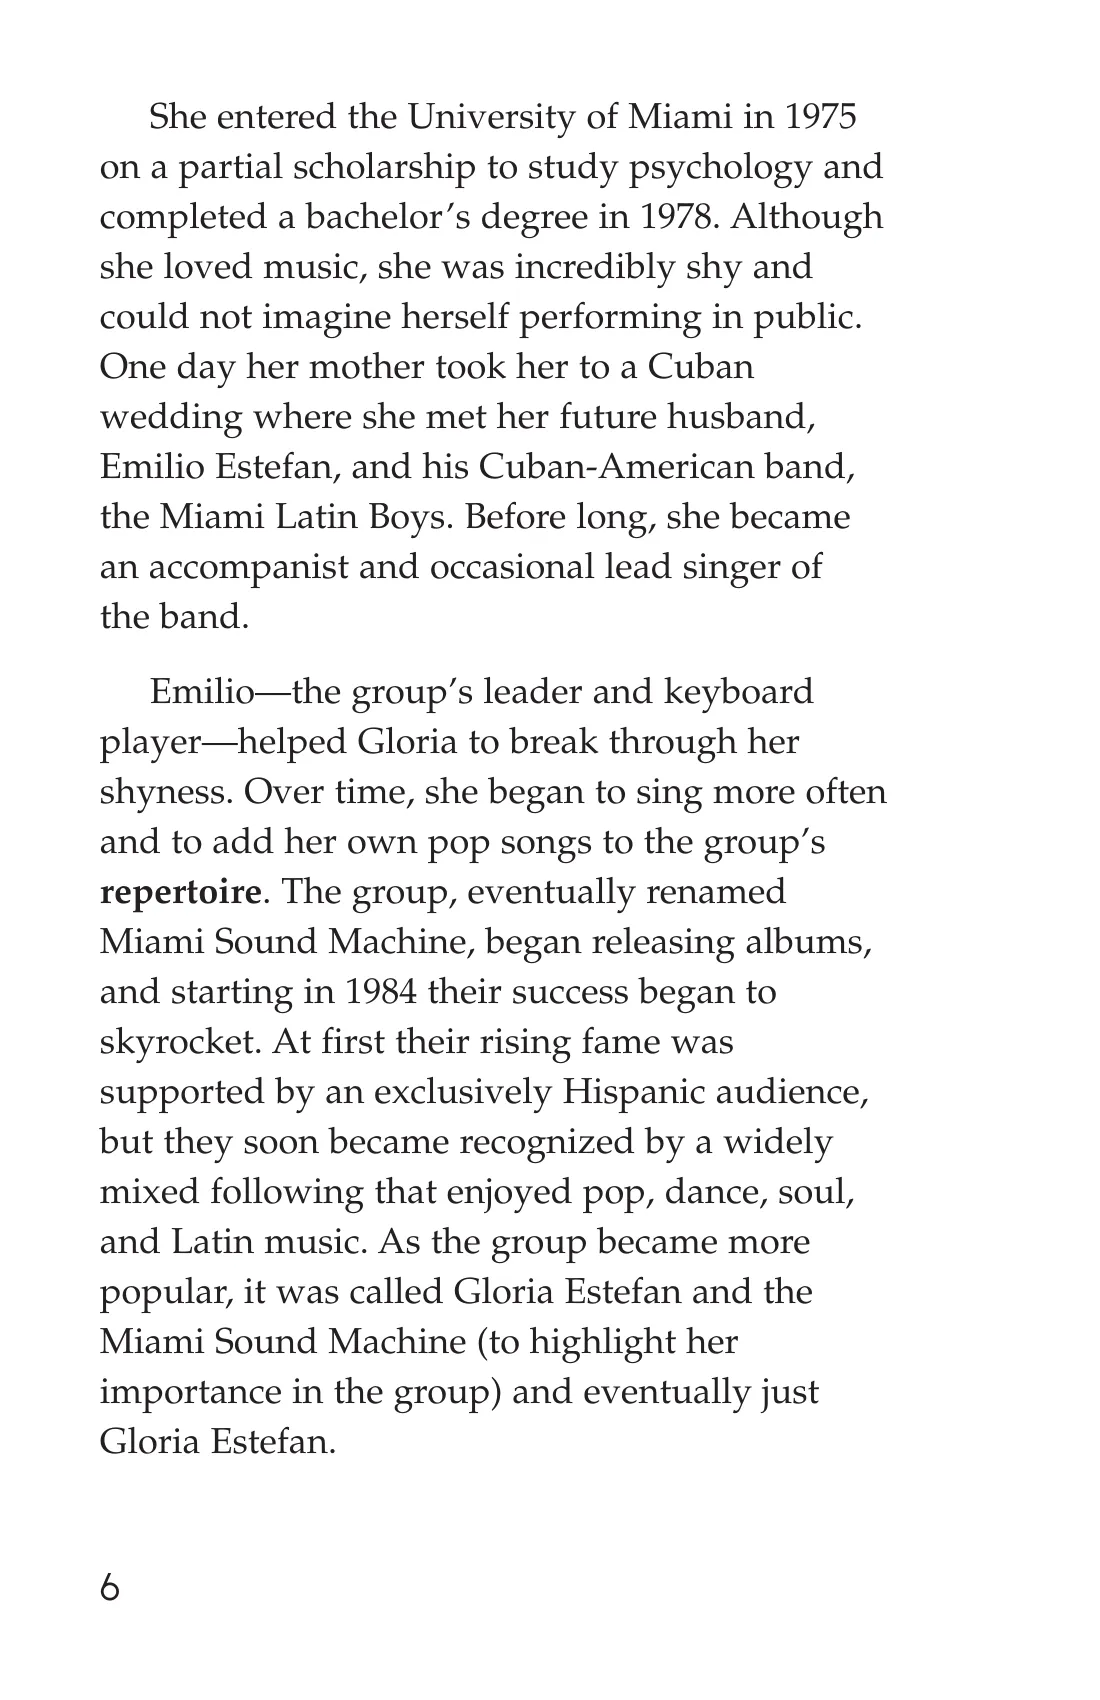 She entered the University of Miami in 1975
on a partial scholarship to study psychology and
completed a bachelor’s degree in 1978. Although
she loved music, she was incredibly shy and
could not imagine herself performing in public.
One day her mother took her to a Cuban
wedding where she met her future husband,
Emilio Estefan, and his Cuban-American band,
the Miami Latin Boys. Before long, she became
an accompanist and occasional lead singer of
the band.
Emilio—the group’s leader and keyboard
player—helped Gloria to break through her
shyness. Over time, she began to sing more often
and to add her own pop songs to the group’s
repertoire. The group, eventually renamed
Miami Sound Machine, began releasing albums,
and starting in 1984 their success began to
skyrocket. At first their rising fame was
supported by an exclusively Hispanic audience,
but they soon became recognized by a widely
mixed following that enjoyed pop, dance, soul,
and Latin music. As the group became more
popular, it was called Gloria Estefan and the
Miami Sound Machine (to highlight her
importance in the group) and eventually just
Gloria Estefan.
6